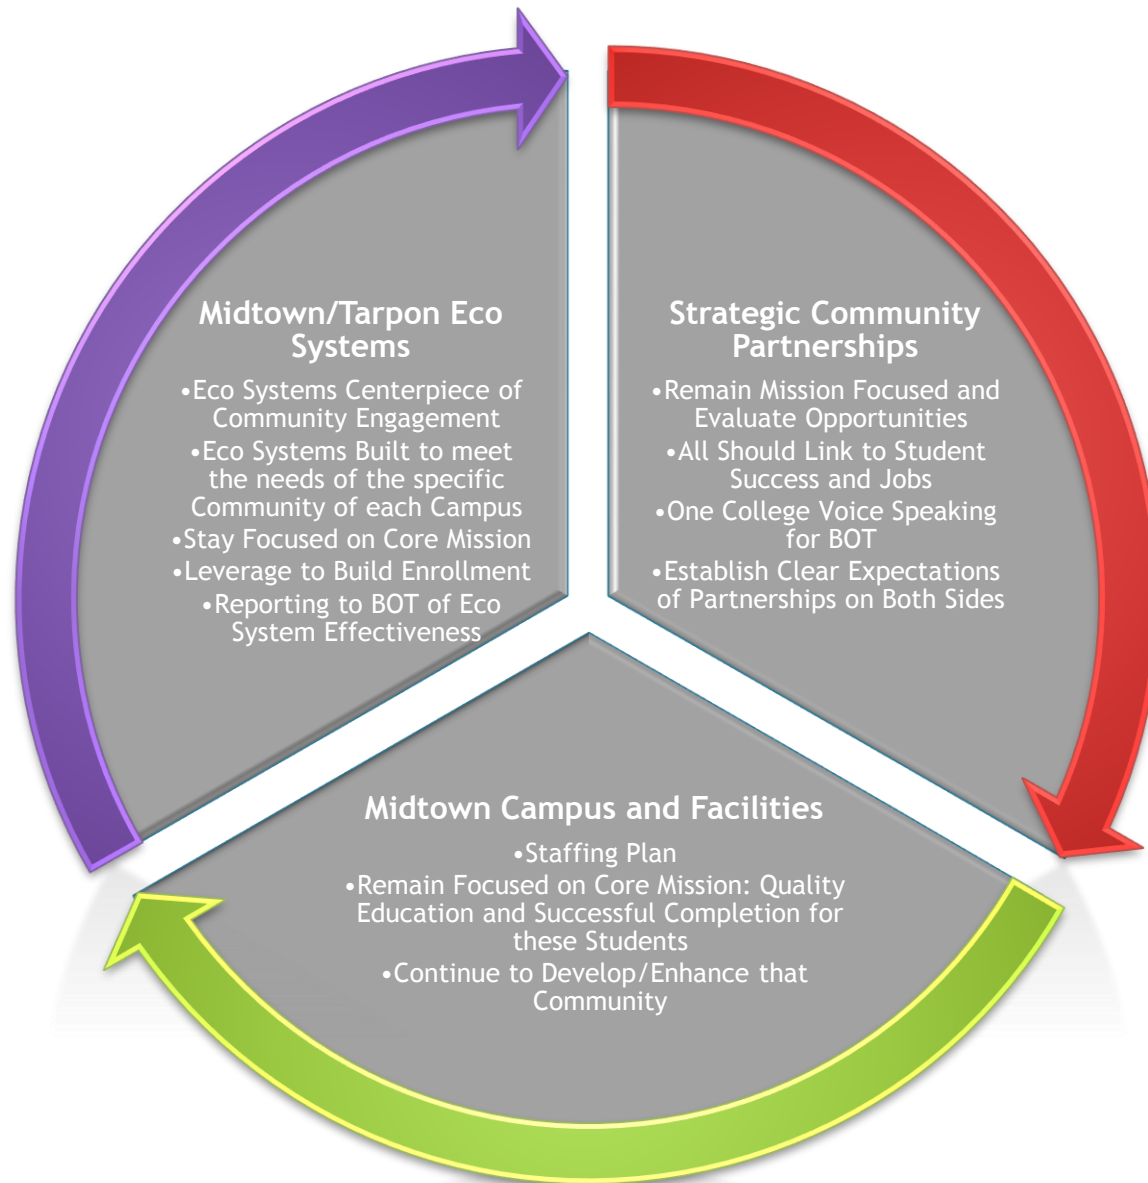 Midtown/Tarpon Eco
Systems
•Eco Systems Centerpiece of
Community Engagement
•Eco Systems Built to meet
the needs of the specific
Community of each Campus
•Stay Focused on Core Mission
•Leverage to Build Enrollment
•Reporting to BOT of Eco
System Effectiveness
Strategic Community
Partnerships
•Remain Mission Focused and
Evaluate Opportunities
•All Should Link to Student
Success and Jobs
•One College Voice Speaking
for BOT
•Establish Clear Expectations
of Partnerships on Both Sides
Midtown Campus and Facilities
•Staffing Plan
•Remain Focused on Core Mission: Quality
Education and Successful Completion for
these Students
•Continue to Develop/Enhance that
Community